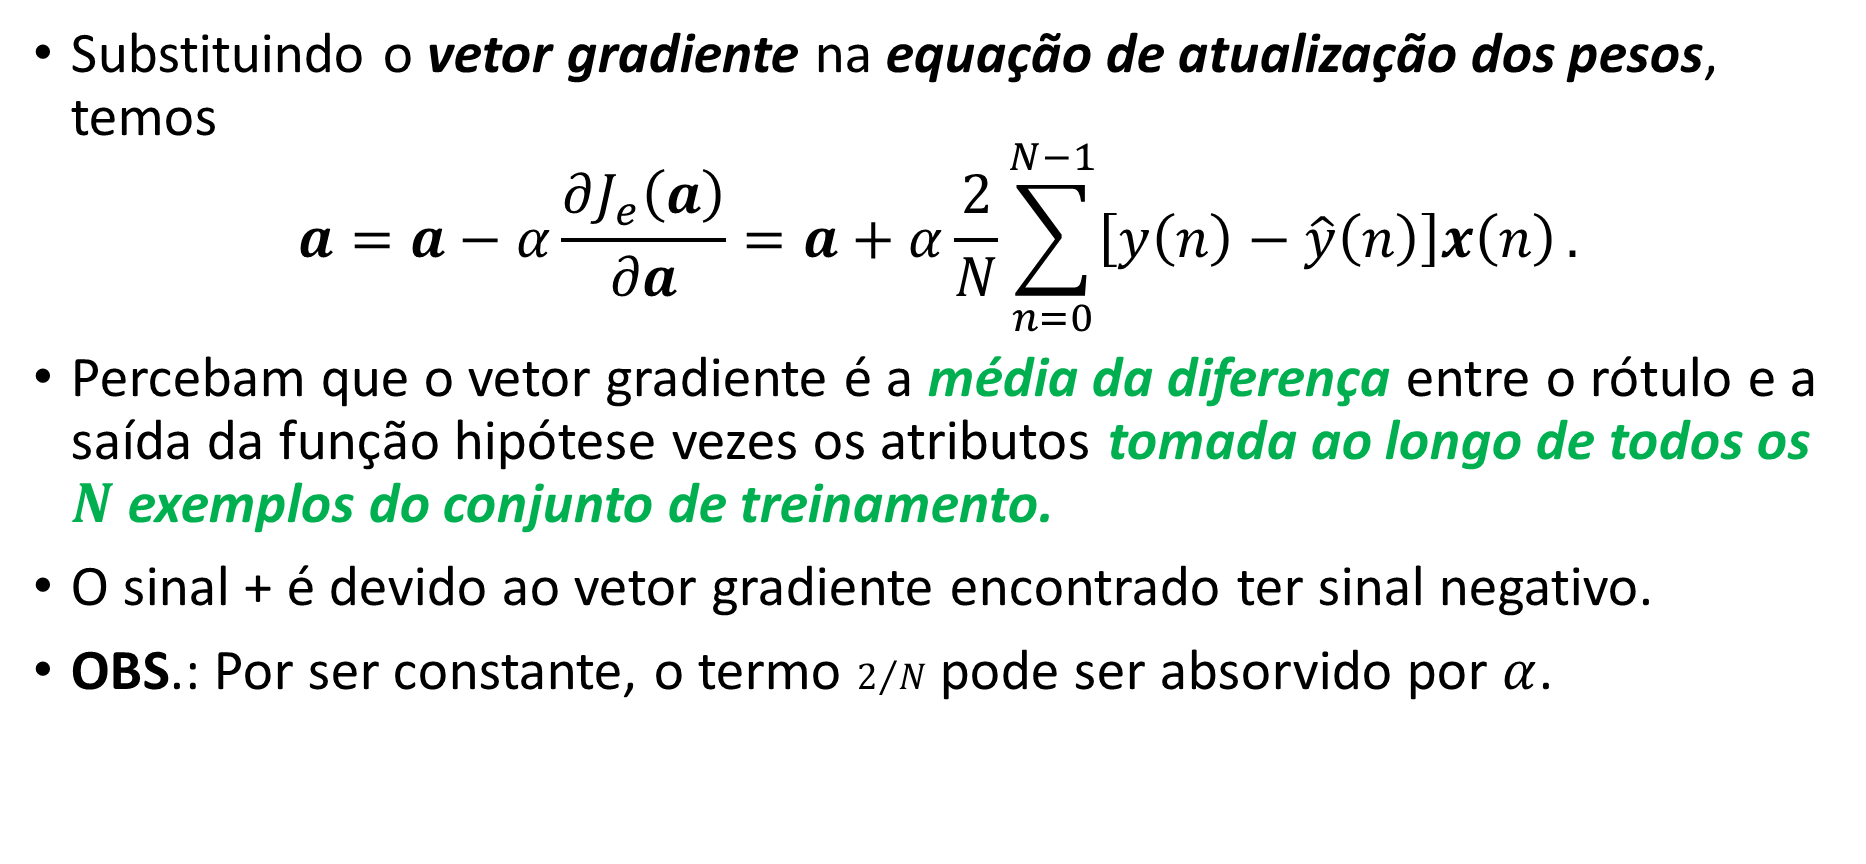 • Substituindo o vetor gradiente na equação de atualização dos pesos,
temos
𝒂 = 𝒂 − α ∂J_e(𝒂)/∂𝒂 = 𝒂 + α 2/N ∑_{n=0}^{N−1} [y(n) − ŷ(n)]𝒙(n) .
• Percebam que o vetor gradiente é a média da diferença entre o rótulo e a
saída da função hipótese vezes os atributos tomada ao longo de todos os
N exemplos do conjunto de treinamento.
• O sinal + é devido ao vetor gradiente encontrado ter sinal negativo.
• OBS.: Por ser constante, o termo 2/N pode ser absorvido por α.